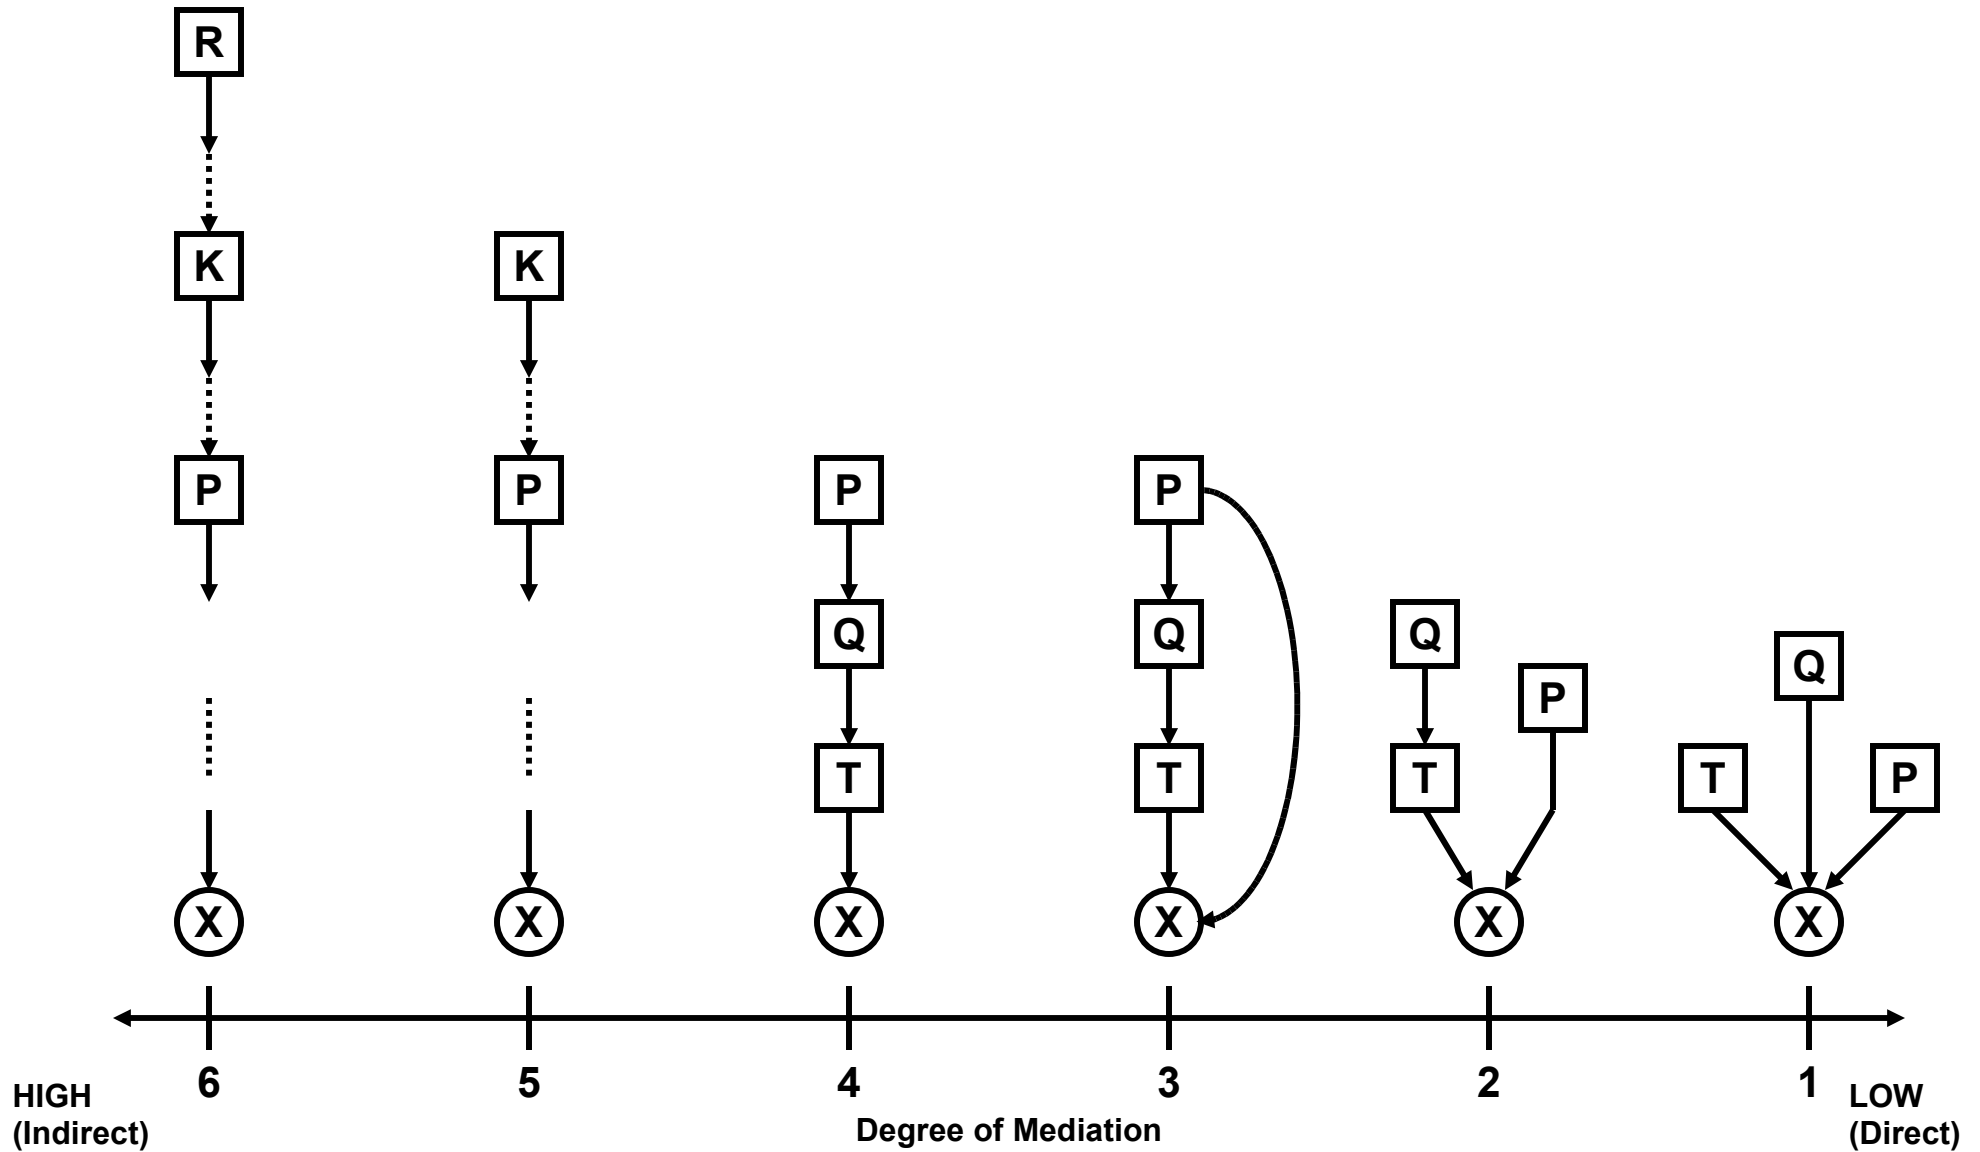 R
K
K
P
P
P
P
Q
Q
Q
Q
P
T
T
T
T
P
X
X
X
X
X
X
6
5
4
3
2
1
HIGH
(Indirect)
Degree of Mediation
LOW
(Direct)